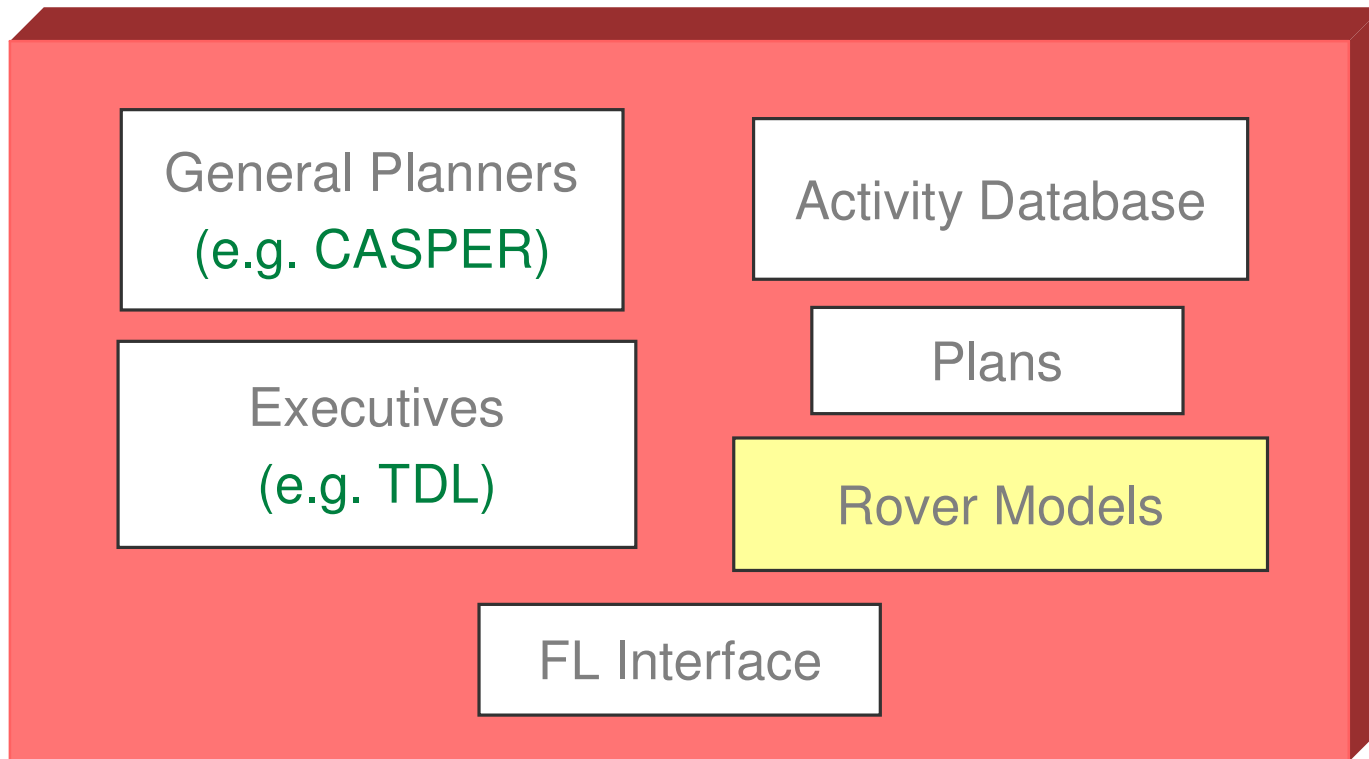 General Planners
(e.g. CASPER)
Activity Database
Plans
Executives
(e.g. TDL)
Rover Models
FL Interface